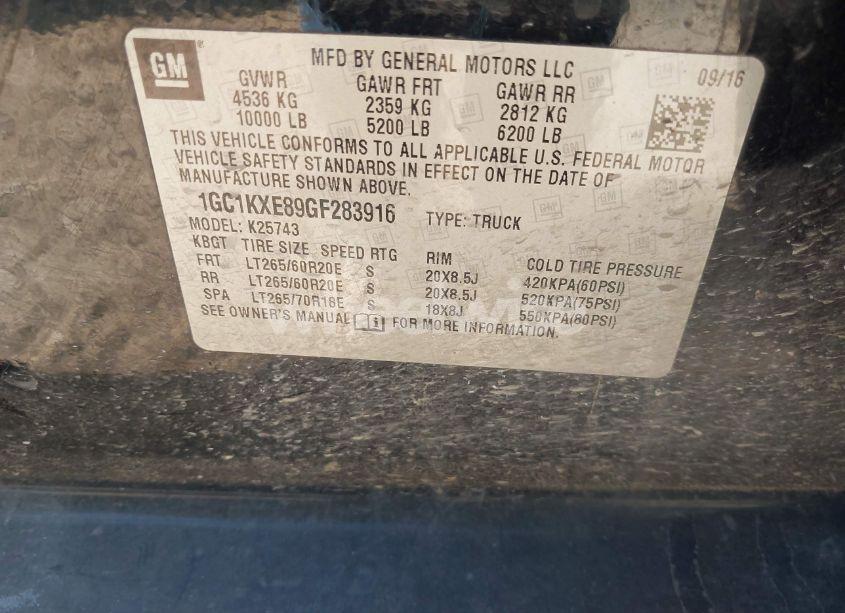 GM
MFD BY GENERAL MOTORS LLC
09/16
GVWR GAWR FRT GAWR RR
4536 KG 2359 KG 2812 KG
10000 LB 5200 LB 6200 LB
THIS VEHICLE CONFORMS TO ALL APPLICABLE U.S. FEDERAL MOTOR
VEHICLE SAFETY STANDARDS IN EFFECT ON THE DATE OF
MANUFACTURE SHOWN ABOVE.
1GC1KXE89GF283916 TYPE: TRUCK
MODEL: K25743
KBGT TIRE SIZE SPEED RTG RIM COLD TIRE PRESSURE
FRT LT265/60R20E S 20X8.5J 420KPA(60PSI)
RR LT265/60R20E S 20X8.5J 520KPA(75PSI)
SPA LT265/70R18E S 18X8J 550KPA(80PSI)
SEE OWNER'S MANUAL FOR MORE INFORMATION.